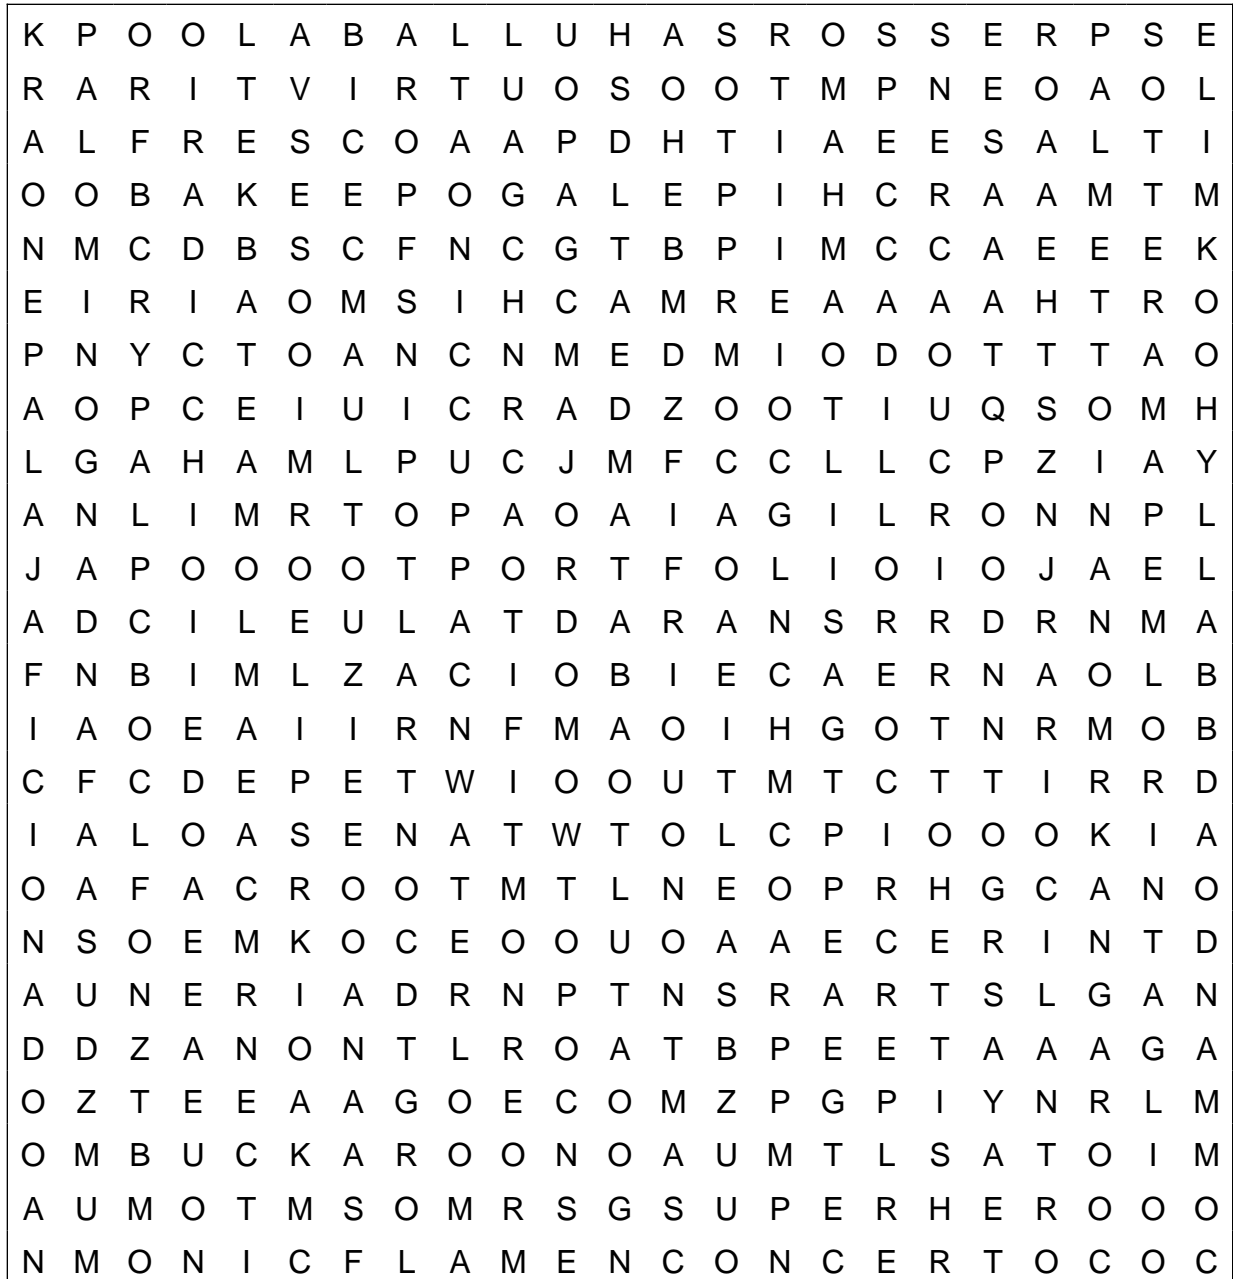 K P O O L A B A L L U H A S R O S S E R P S E
R A R I T V I R T U O S O O T M P N E O A O L
A L F R E S C O A A P D H T I A E E S A L T I
O O B A K E E P O G A L E P I H C R A A M T M
N M C D B S C F N C G T B P I M C C A E E E K
E I R I A O M S I H C A M R E A A A A H T R O
P N Y C T O A N C N M E D M I O D O T T T A O
A O P C E I U I C R A D Z O O T I U Q S O M H
L G A H A M L P U C J M F C C L L C P Z I A Y
A N L I M R T O P A O A I A G I L R O N N P L
J A P O O O O T P O R T F O L I O I O J A E L
A D C I L E U L A T D A R A N S R R D R N M A
F N B I M L Z A C I O B I E C A E R N A O L B
I A O E A I I R N F M A O I H G O T N R M O B
C F C D E P E T W I O O U T M T C T T I R R D
I A L O A S E N A T W T O L C P I O O O K I A
O A F A C R O O T M T L N E O P R H G C A N O
N S O E M K O C E O O U O A A E C E R I N T D
A U N E R I A D R N P T N S R A R T S L G A N
D D Z A N O N T L R O A T B P E E T A A A G A
O Z T E E A A G O E C O M Z P G P I Y N R L M
O M B U C K A R O O N O A U M T L S A T O I M
A U M O T M S O M R S G S U P E R H E R O O O
N M O N I C F L A M E N C O N C E R T O C O C